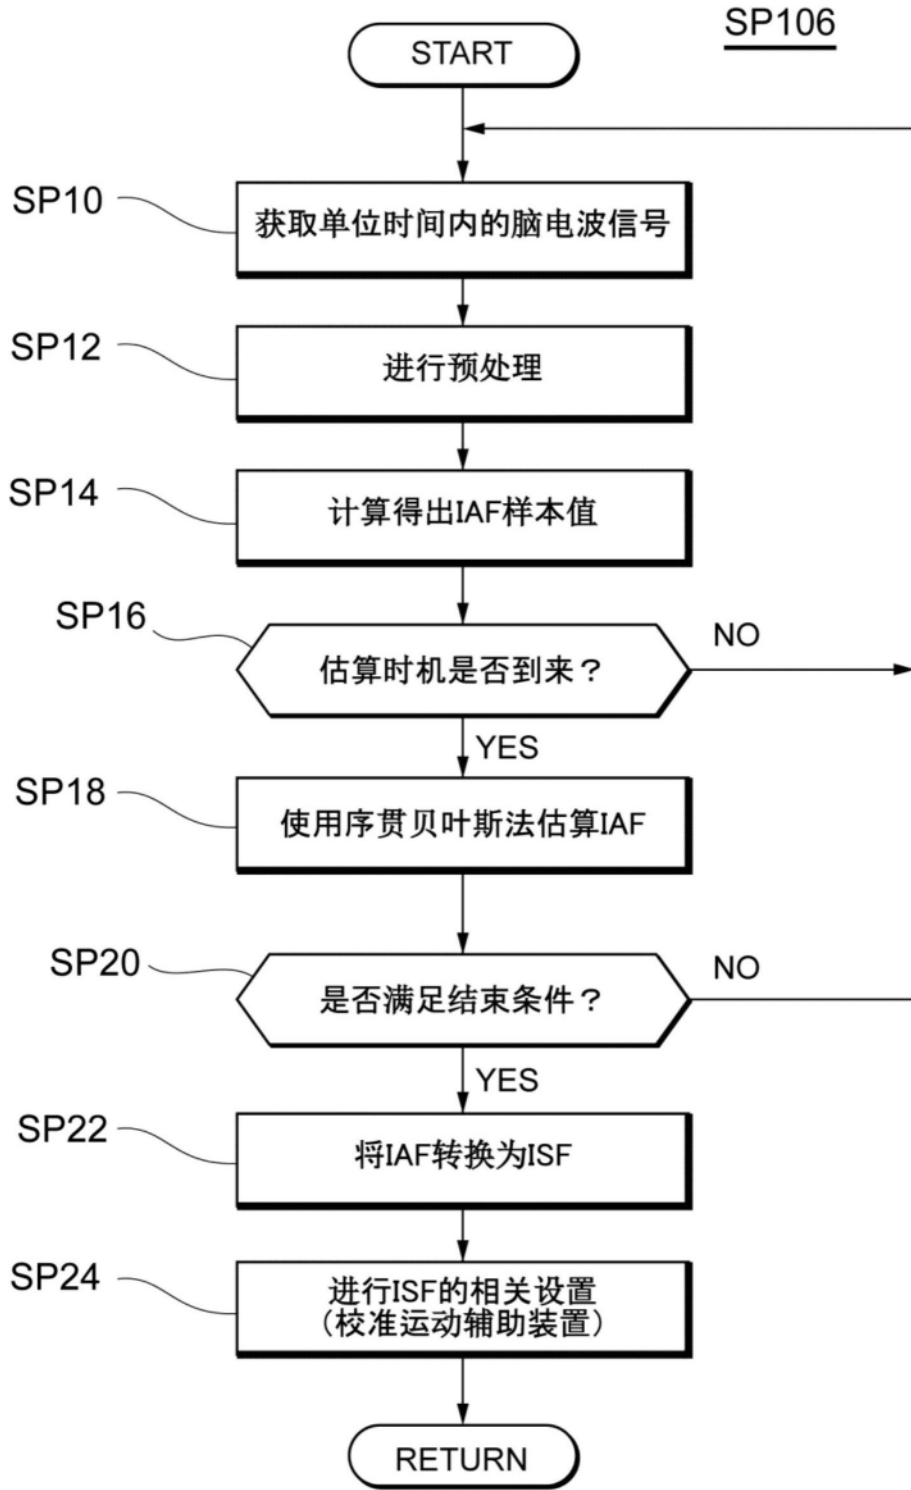 SP106
START
SP10
获取单位时间内的脑电波信号
SP12
进行预处理
SP14
计算得出IAF样本值
SP16
估算时机是否到来？
NO
YES
SP18
使用序贯贝叶斯法估算IAF
SP20
是否满足结束条件？
NO
YES
SP22
将IAF转换为ISF
SP24
进行ISF的相关设置
（校准运动辅助装置）
RETURN